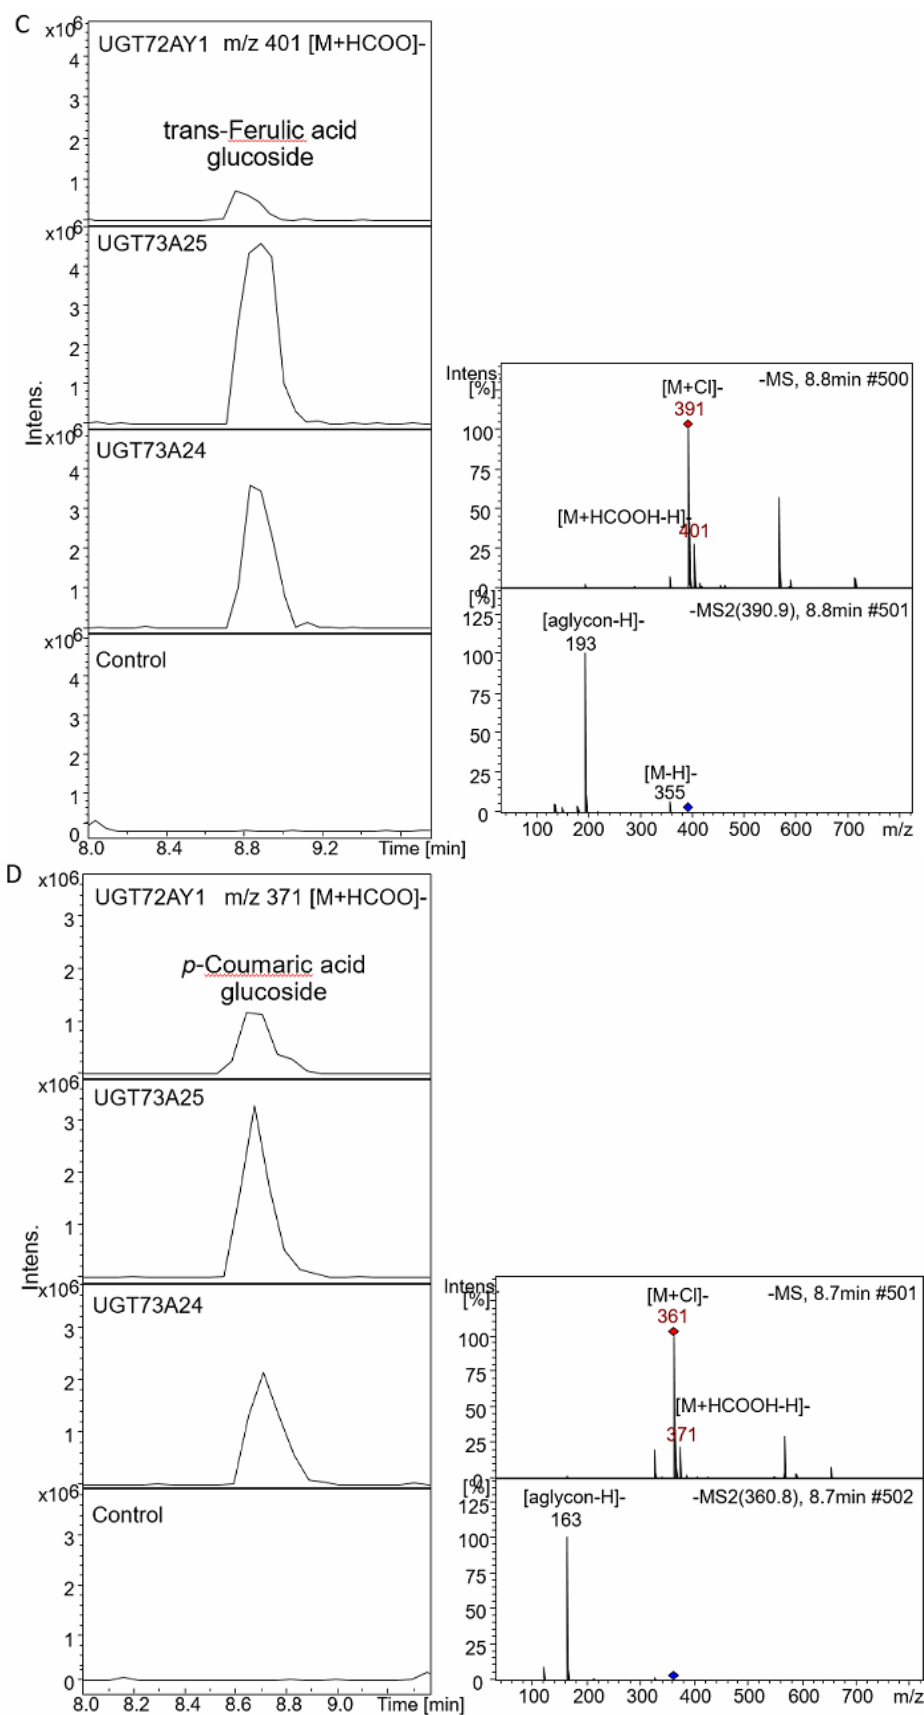 C
x10^6
UGT72AY1 m/z 401 [M+HCOO]-
4
3
trans-Ferulic acid
2
glucoside
1
x10^6
UGT73A25
4
3
2
1
Intens.
x10^6
UGT73A24
4
3
2
1
0
x10^6
Control
4
3
2
1
0
8.0 8.4 8.8 9.2 Time [min]
Intens.
[%]
[M+Cl]-
-MS, 8.8min #500
391
100
75
50
[M+HCOOH-H]-
401
25
0
[%]
-MS2(390.9), 8.8min #501
125
[aglycon-H]-
193
100
75
50
25
[M-H]-
355
0
100 200 300 400 500 600 700 m/z
D
x10^6
UGT72AY1 m/z 371 [M+HCOO]-
3
p-Coumaric acid
2
glucoside
1
x10^6
UGT73A25
3
2
1
Intens.
x10^6
UGT73A24
3
2
1
0
x10^6
Control
3
2
1
0
8.0 8.2 8.4 8.6 8.8 9.0 Time [min]
Intens.
[%]
[M+Cl]-
-MS, 8.7min #501
361
100
75
50
[M+HCOOH-H]-
371
25
0
[%]
[aglycon-H]-
-MS2(360.8), 8.7min #502
125
163
100
75
50
25
0
100 200 300 400 500 600 700 m/z